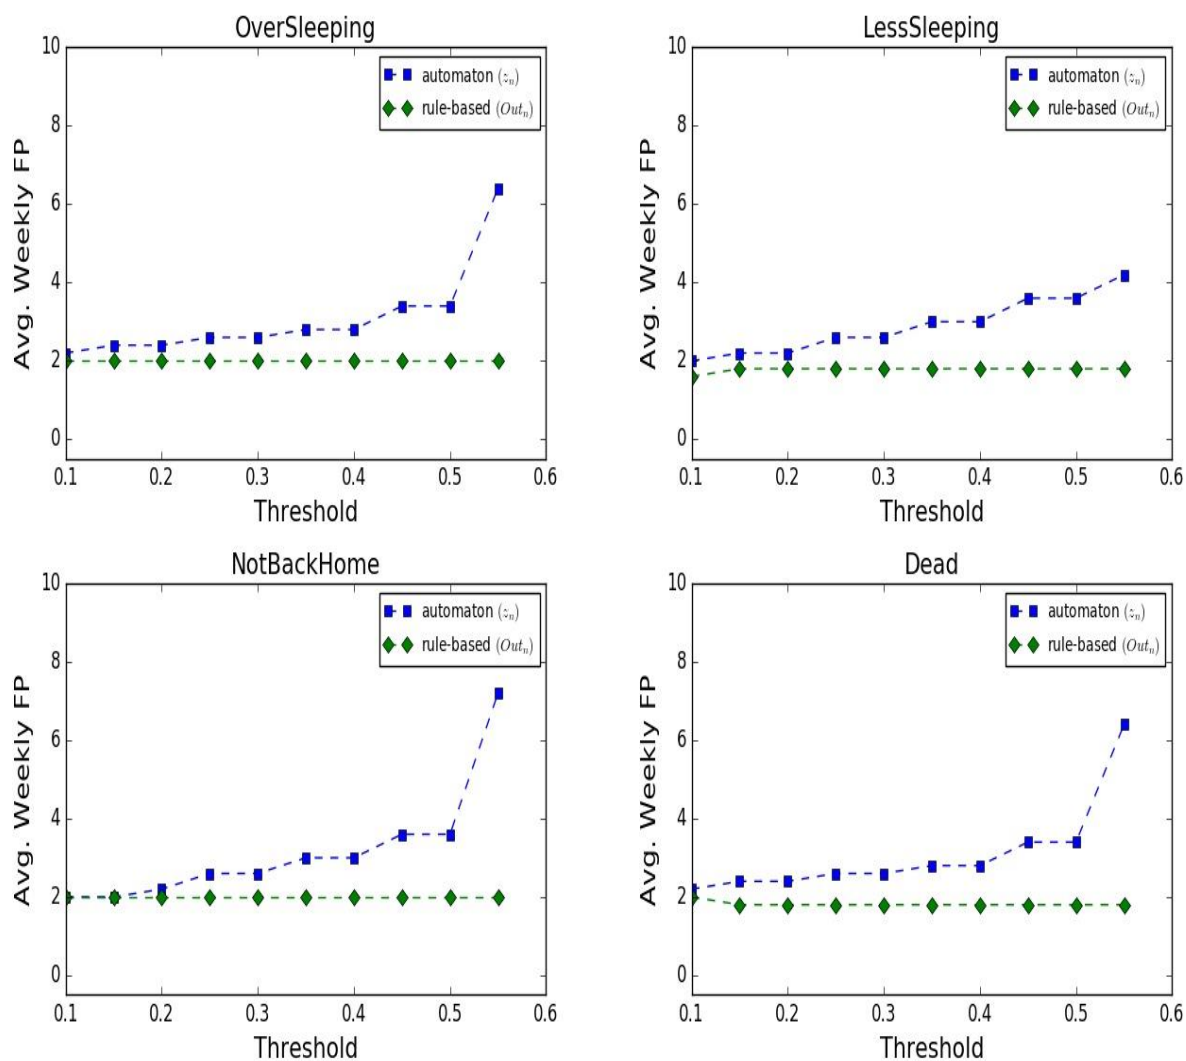 OverSleeping
10
8
6
4
2
0
Avg. Weekly FP
automaton (zₙ)
rule-based (Outₙ)
0.1 0.2 0.3 0.4 0.5 0.6
Threshold
LessSleeping
10
8
6
4
2
0
Avg. Weekly FP
automaton (zₙ)
rule-based (Outₙ)
0.1 0.2 0.3 0.4 0.5 0.6
Threshold
NotBackHome
10
8
6
4
2
0
Avg. Weekly FP
automaton (zₙ)
rule-based (Outₙ)
0.1 0.2 0.3 0.4 0.5 0.6
Threshold
Dead
10
8
6
4
2
0
Avg. Weekly FP
automaton (zₙ)
rule-based (Outₙ)
0.1 0.2 0.3 0.4 0.5 0.6
Threshold